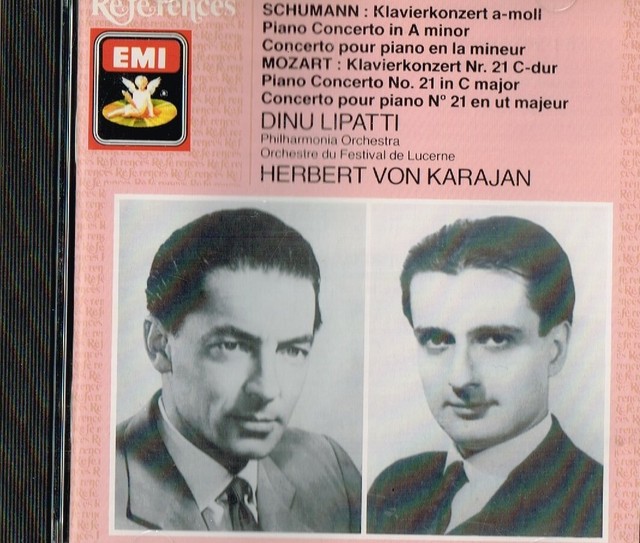 References
SCHUMANN : Klavierkonzert a-moll
Piano Concerto in A minor
Concerto pour piano en la mineur
MOZART : Klavierkonzert Nr. 21 C-dur
Piano Concerto No. 21 in C major
Concerto pour piano N° 21 en ut majeur
EMI
DINU LIPATTI
Philharmonia Orchestra
Orchestre du Festival de Lucerne
HERBERT VON KARAJAN